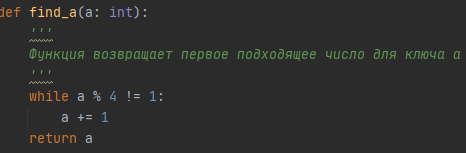 def find_a(a: int):
'''
Функция возвращает первое подходящее число для ключа a
'''
while a % 4 != 1:
a += 1
return a